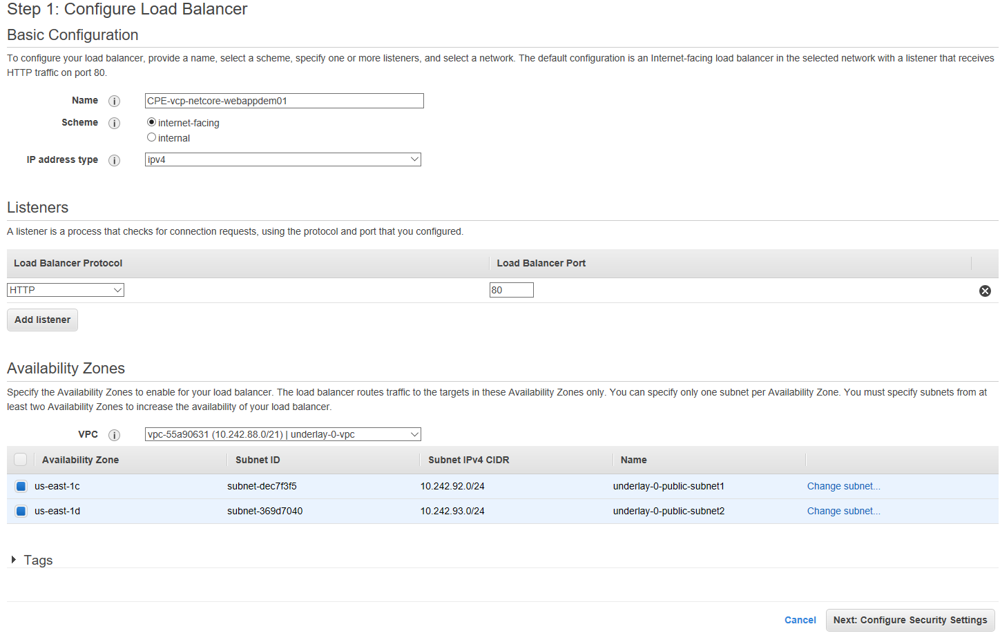 Step 1: Configure Load Balancer
Basic Configuration
To configure your load balancer, provide a name, select a scheme, specify one or more listeners, and select a network. The default configuration is an Internet-facing load balancer in the selected network with a listener that receives
HTTP traffic on port 80.
Name i CPE-vcp-netcore-webappdem01
Scheme i internet-facing
internal
IP address type i ipv4
Listeners
A listener is a process that checks for connection requests, using the protocol and port that you configured.
Load Balancer Protocol Load Balancer Port
HTTP 80
Add listener
Availability Zones
Specify the Availability Zones to enable for your load balancer. The load balancer routes traffic to the targets in these Availability Zones only. You can specify only one subnet per Availability Zone. You must specify subnets from at
least two Availability Zones to increase the availability of your load balancer.
VPC i vpc-55a90631 (10.242.88.0/21) | underlay-0-vpc
Availability Zone Subnet ID Subnet IPv4 CIDR Name
us-east-1c subnet-dec7f3f5 10.242.92.0/24 underlay-0-public-subnet1 Change subnet...
us-east-1d subnet-369d7040 10.242.93.0/24 underlay-0-public-subnet2 Change subnet...
Tags
Cancel Next: Configure Security Settings